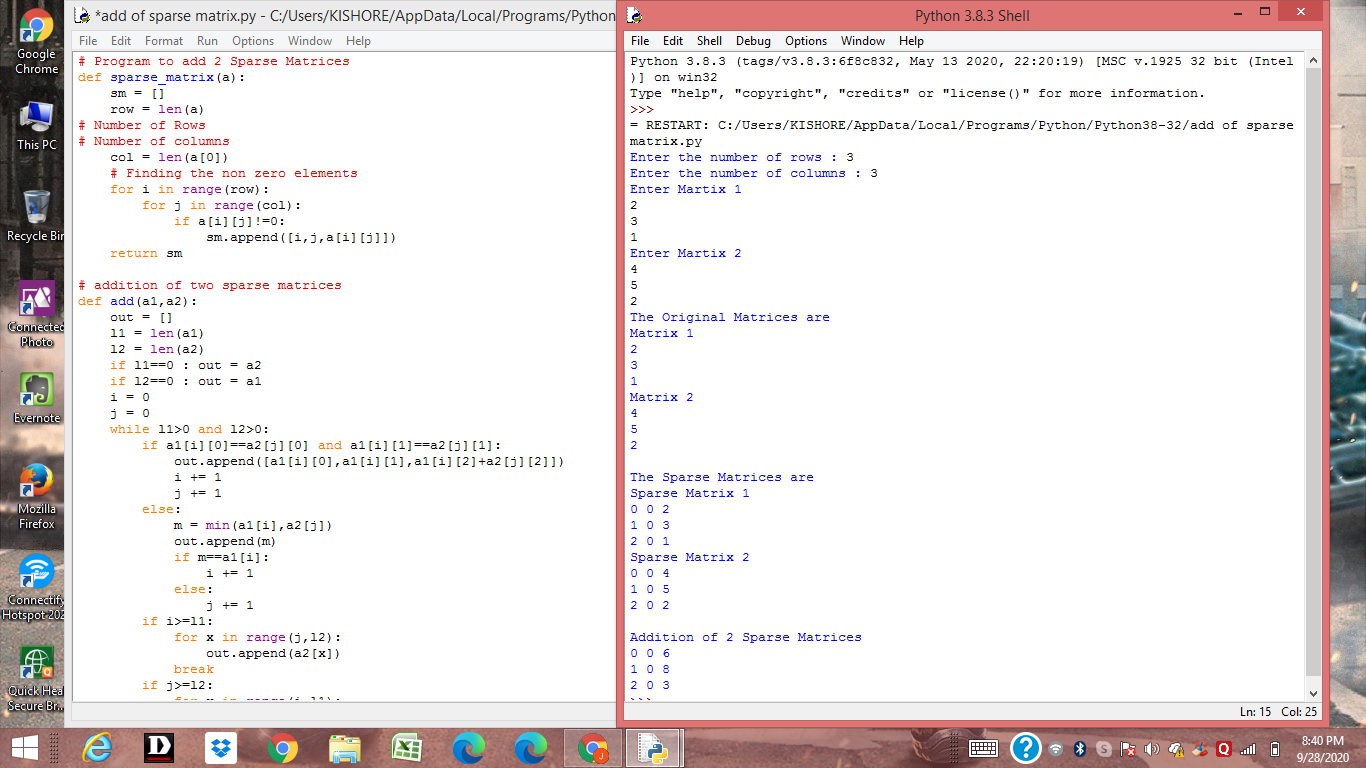 Google
Chrome
This PC
Recycle Bin
Connected
Photo
Evernote
Mozilla
Firefox
Connectify
Hotspot 202
Quick Hea
Secure Br...
*add of sparse matrix.py - C:/Users/KISHORE/AppData/Local/Programs/Python
File Edit Format Run Options Window Help
# Program to add 2 Sparse Matrices
def sparse_matrix(a):
    sm = []
    row = len(a)
# Number of Rows
# Number of columns
    col = len(a[0])
    # Finding the non zero elements
    for i in range(row):
        for j in range(col):
            if a[i][j]!=0:
                sm.append([i,j,a[i][j]])
    return sm
# addition of two sparse matrices
def add(a1,a2):
    out = []
    l1 = len(a1)
    l2 = len(a2)
    if l1==0 : out = a2
    if l2==0 : out = a1
    i = 0
    j = 0
    while l1>0 and l2>0:
        if a1[i][0]==a2[j][0] and a1[i][1]==a2[j][1]:
            out.append([a1[i][0],a1[i][1],a1[i][2]+a2[j][2]])
            i += 1
            j += 1
        else:
            m = min(a1[i],a2[j])
            out.append(m)
            if m==a1[i]:
                i += 1
            else:
                j += 1
        if i>=l1:
            for x in range(j,l2):
                out.append(a2[x])
            break
        if j>=l2:
            for x in range(i,l1):
Python 3.8.3 Shell
File Edit Shell Debug Options Window Help
Python 3.8.3 (tags/v3.8.3:6f8c832, May 13 2020, 22:20:19) [MSC v.1925 32 bit (Intel
)] on win32
Type "help", "copyright", "credits" or "license()" for more information.
>>>
= RESTART: C:/Users/KISHORE/AppData/Local/Programs/Python/Python38-32/add of sparse
matrix.py
Enter the number of rows : 3
Enter the number of columns : 3
Enter Martix 1
2
3
1
Enter Martix 2
4
5
2
The Original Matrices are
Matrix 1
2
3
1
Matrix 2
4
5
2
The Sparse Matrices are
Sparse Matrix 1
0 0 2
1 0 3
2 0 1
Sparse Matrix 2
0 0 4
1 0 5
2 0 2
Addition of 2 Sparse Matrices
0 0 6
1 0 8
2 0 3
>>>
Ln: 15 Col: 25
8:40 PM
9/28/2020